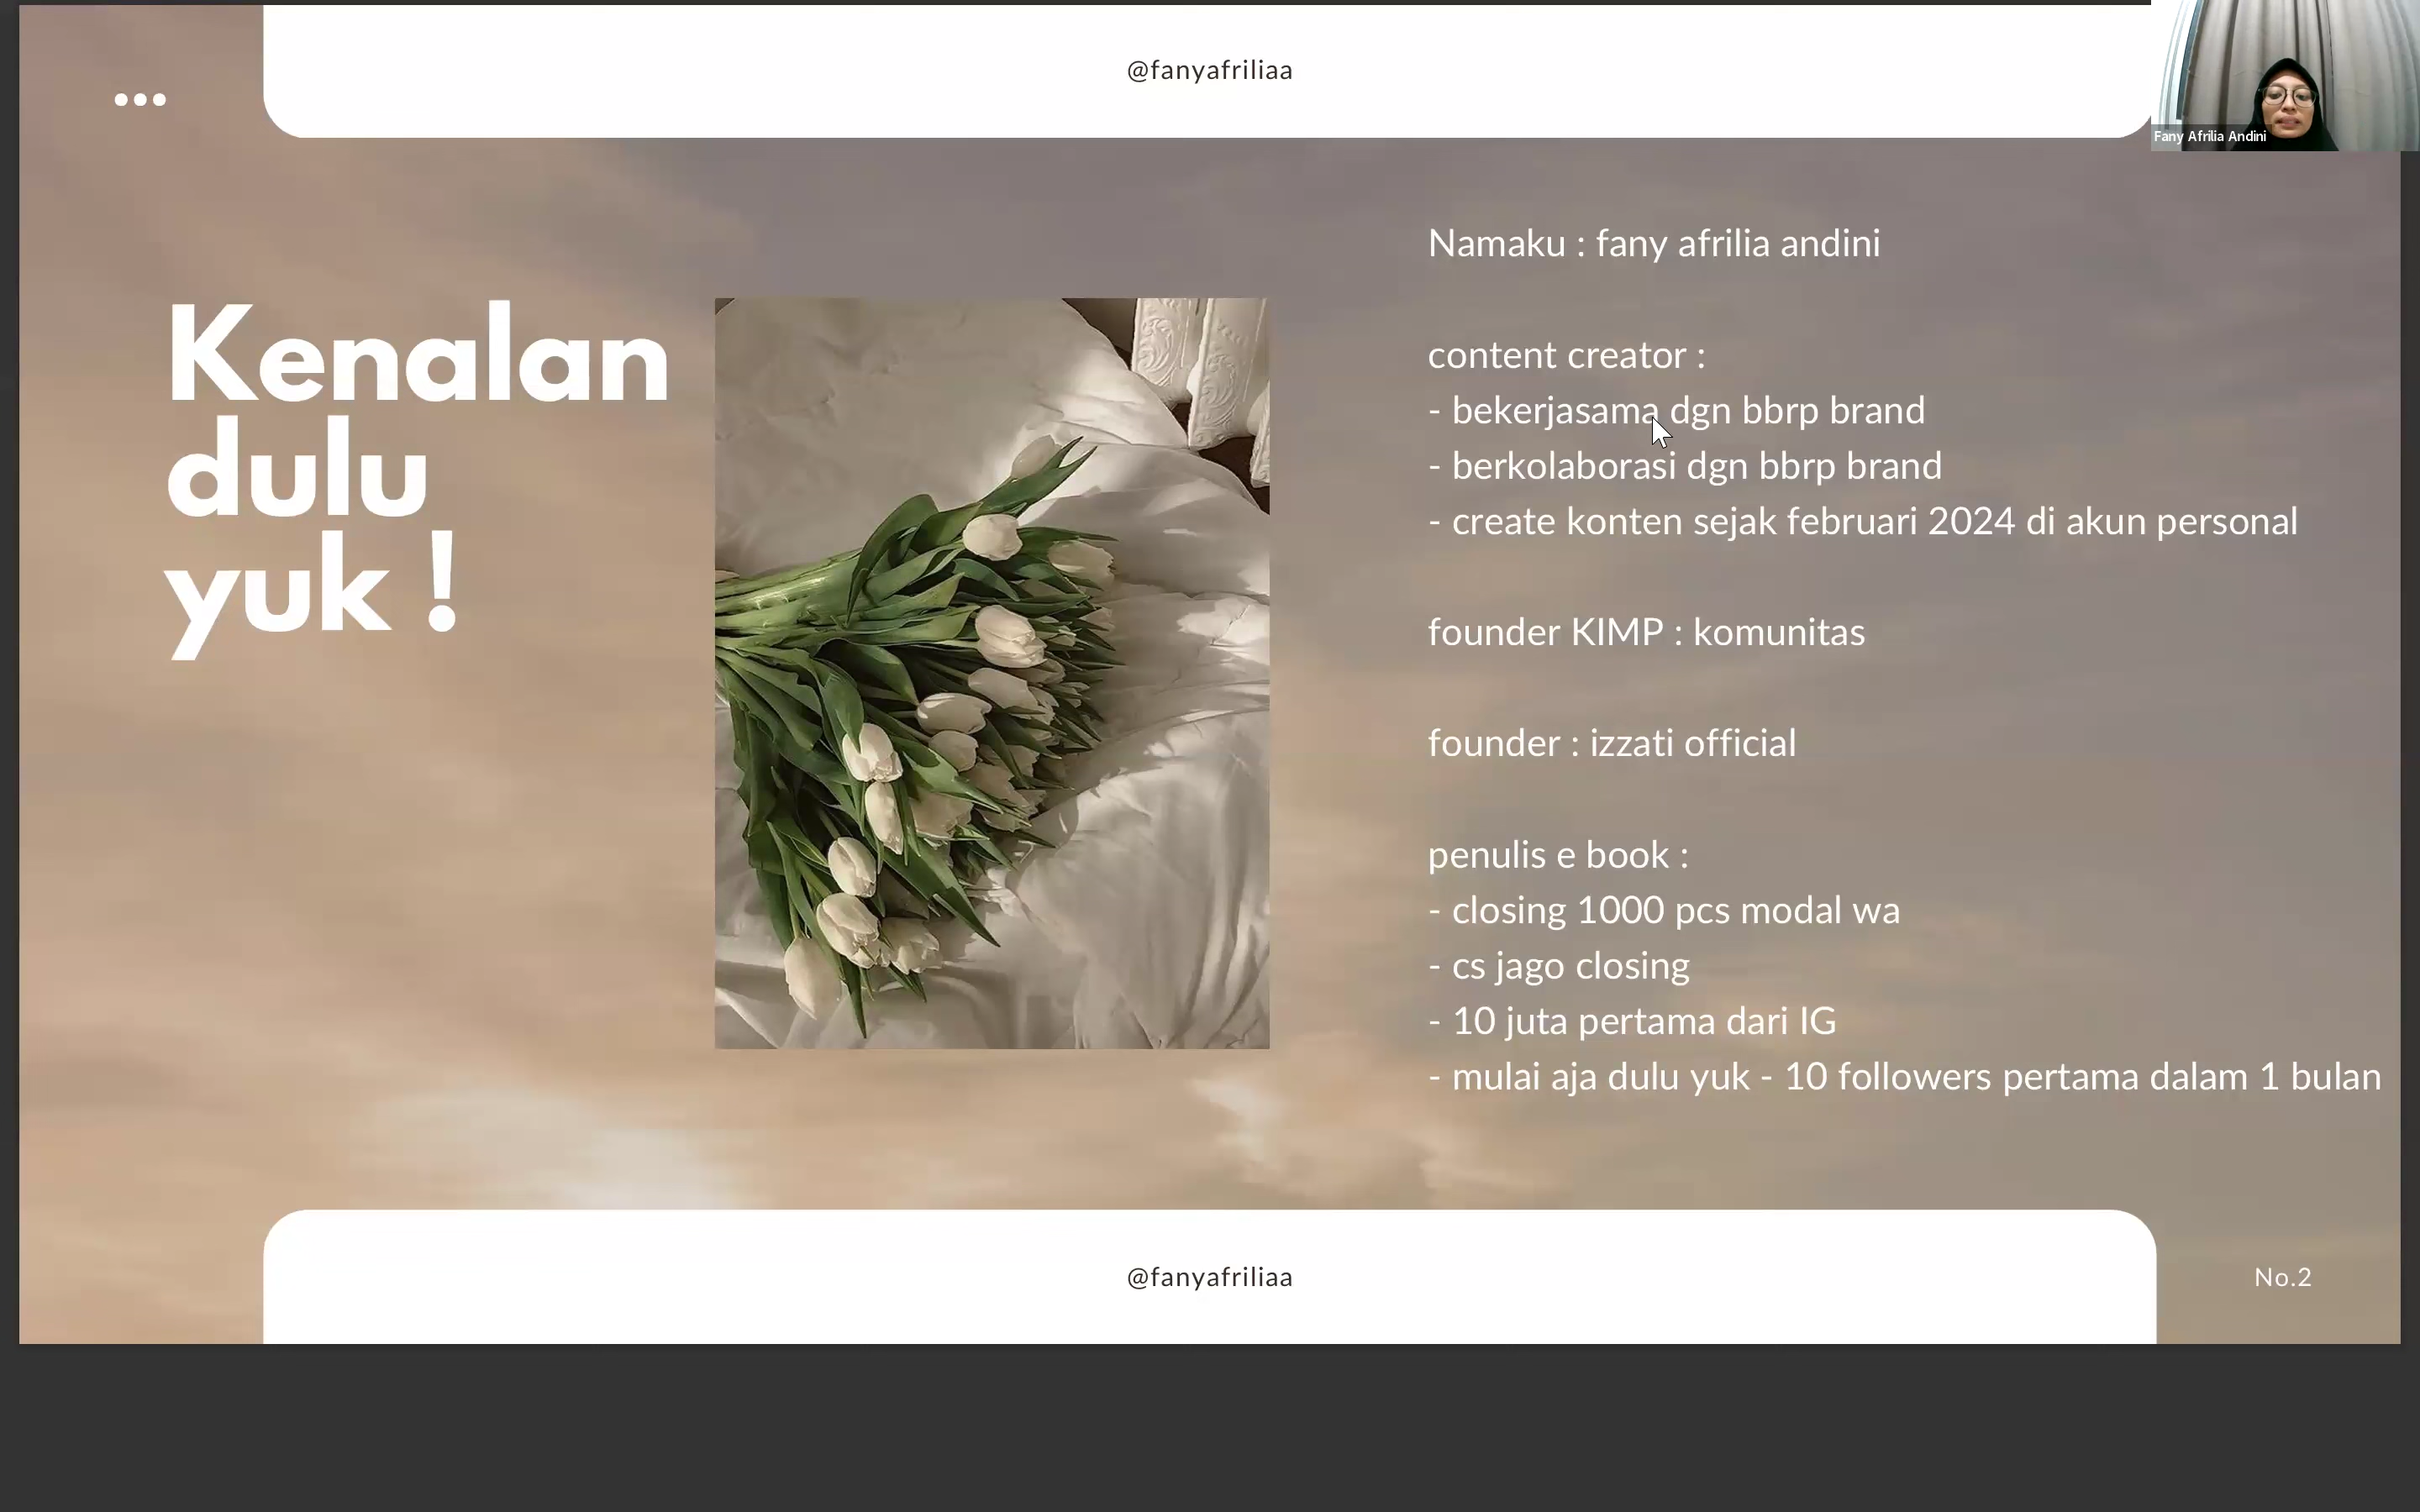 @fanyafriliaa
Fany Afrilia Andini
Kenalan
dulu
yuk !
Namaku : fany afrilia andini
content creator :
- bekerjasama dgn bbrp brand
- berkolaborasi dgn bbrp brand
- create konten sejak februari 2024 di akun personal
founder KIMP : komunitas
founder : izzati official
penulis e book :
- closing 1000 pcs modal wa
- cs jago closing
- 10 juta pertama dari IG
- mulai aja dulu yuk - 10 followers pertama dalam 1 bulan
@fanyafriliaa
No.2